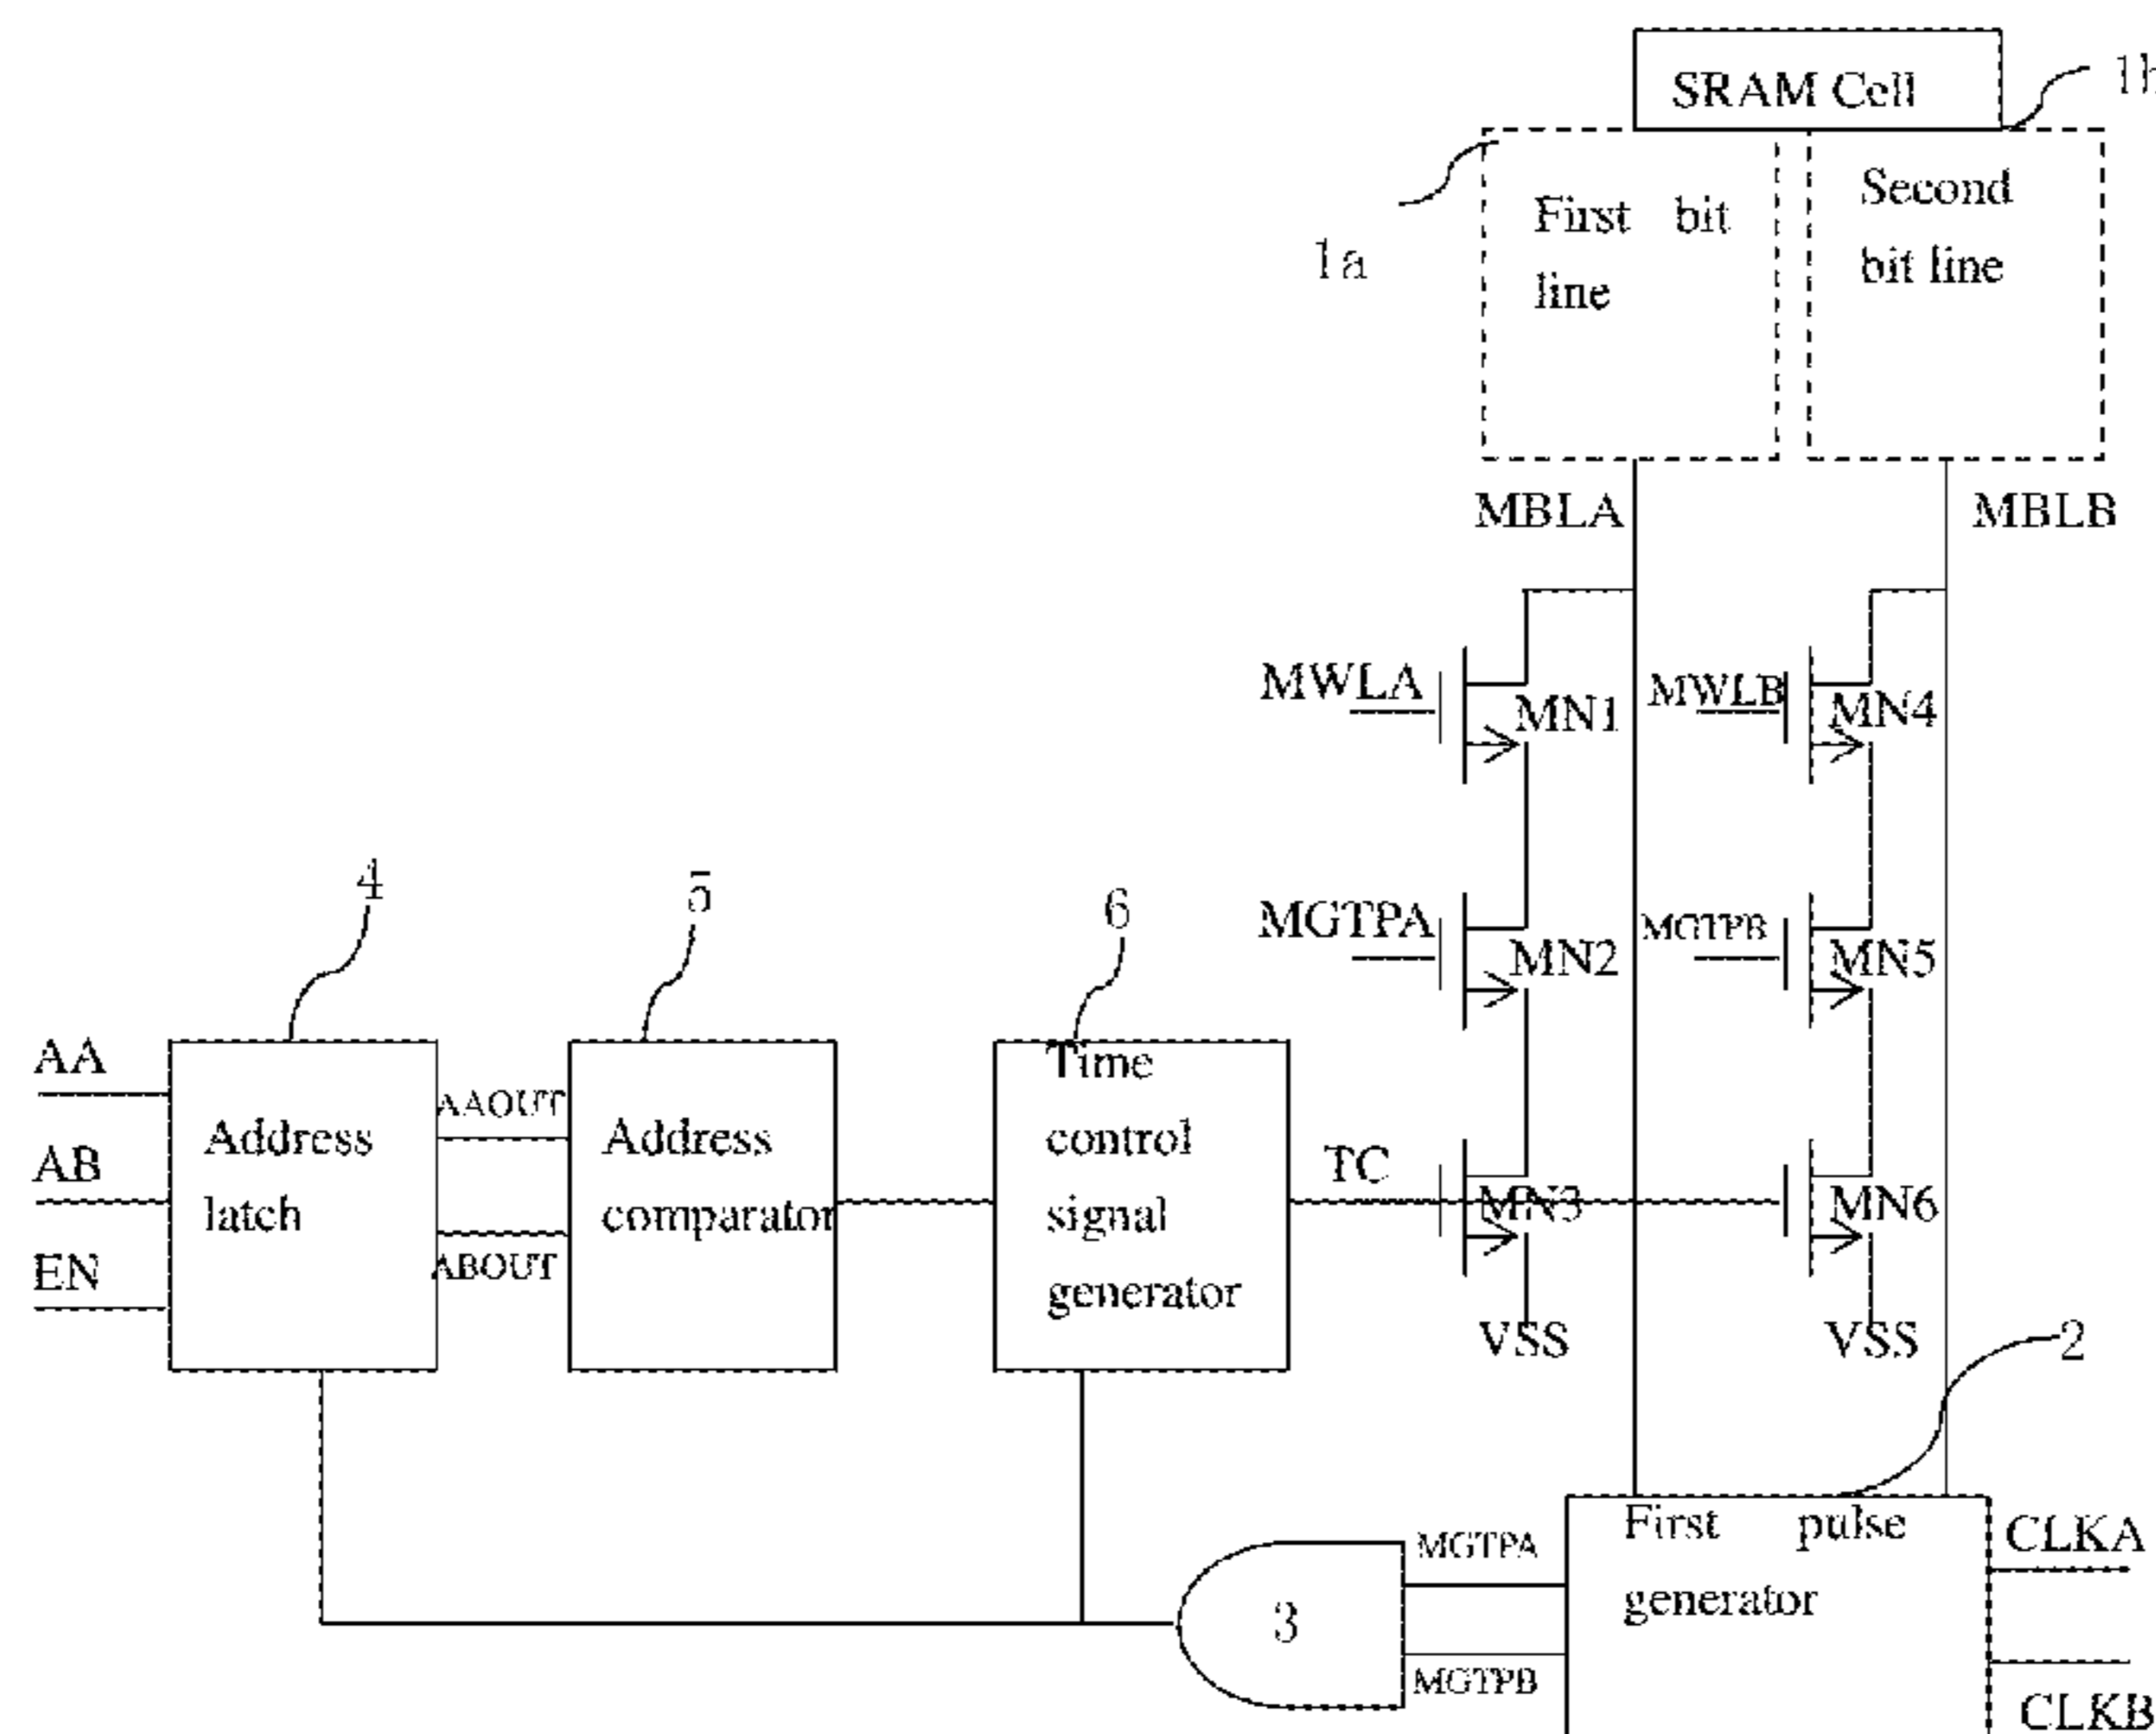 SRAM Cell
1a
First bit
line
Second
bit line
MBLA
MBLB
MWLA
MN1
MWLB
MN4
MGTPA
MN2
MGTPB
MN5
4
5
6
AA
AB
EN
Address
latch
AAOUT
ABOUT
Address
comparator
Time
control
signal
generator
TC
MN3
MN6
VSS
VSS
2
3
MGTPA
MGTPB
First pulse
generator
CLKA
CLKB